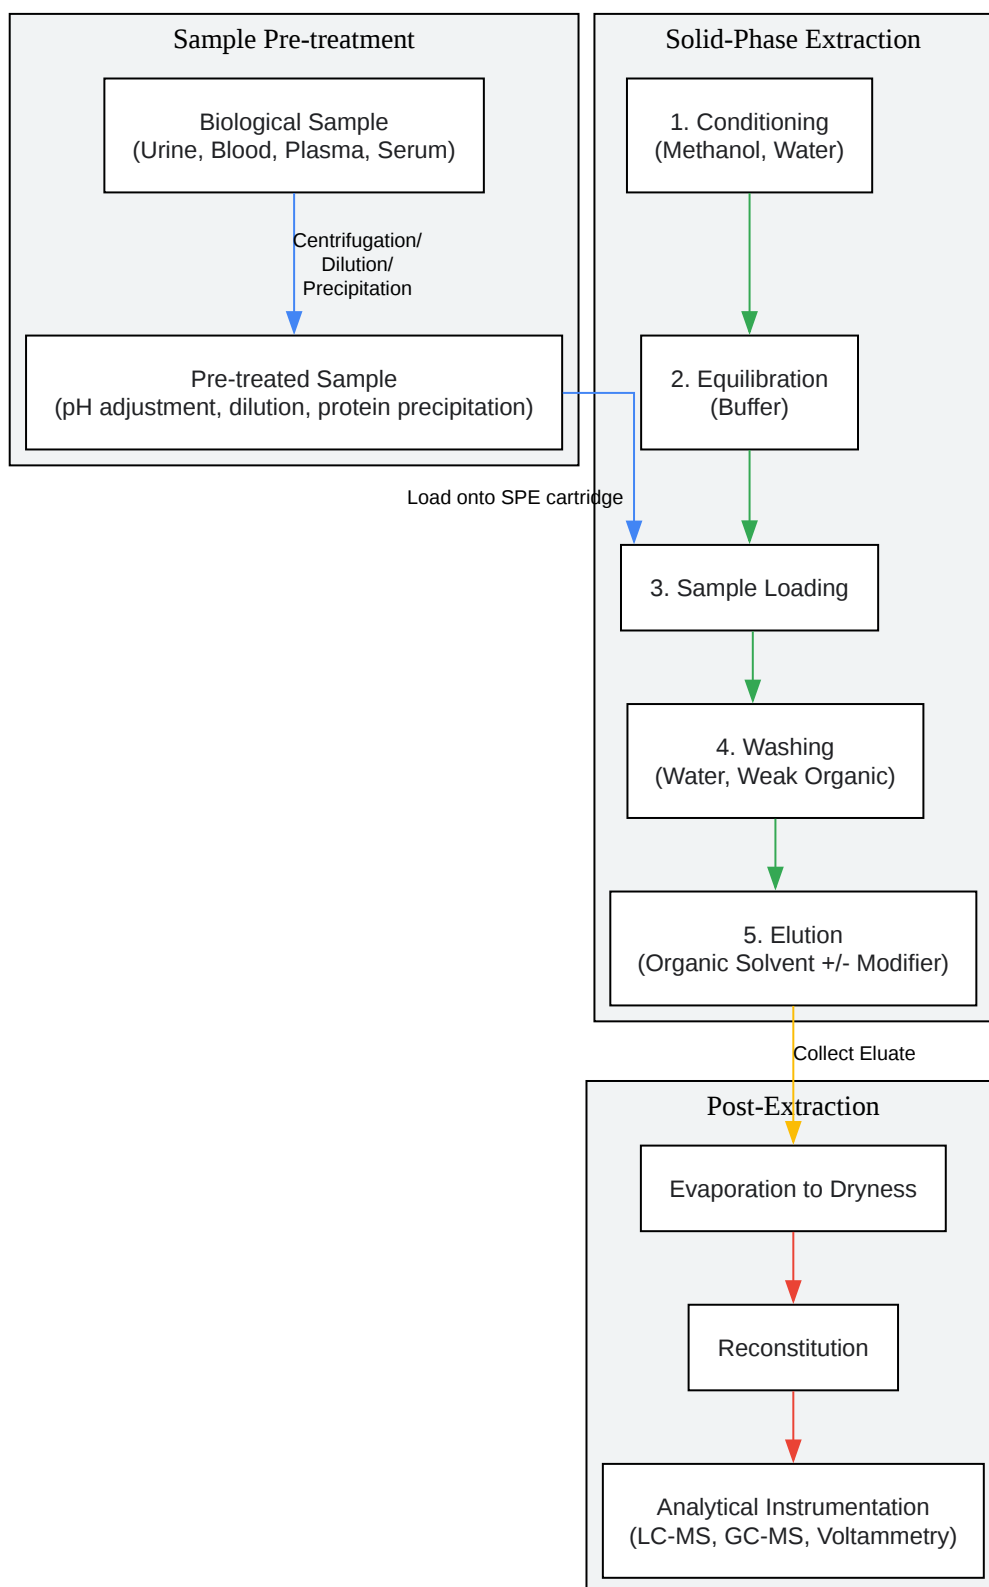 Sample Pre-treatment
Biological Sample
(Urine, Blood, Plasma, Serum)
Centrifugation/
Dilution/
Precipitation
Pre-treated Sample
(pH adjustment, dilution, protein precipitation)
Load onto SPE cartridge
Solid-Phase Extraction
1. Conditioning
(Methanol, Water)
2. Equilibration
(Buffer)
3. Sample Loading
4. Washing
(Water, Weak Organic)
5. Elution
(Organic Solvent +/- Modifier)
Collect Eluate
Post-Extraction
Evaporation to Dryness
Reconstitution
Analytical Instrumentation
(LC-MS, GC-MS, Voltammetry)